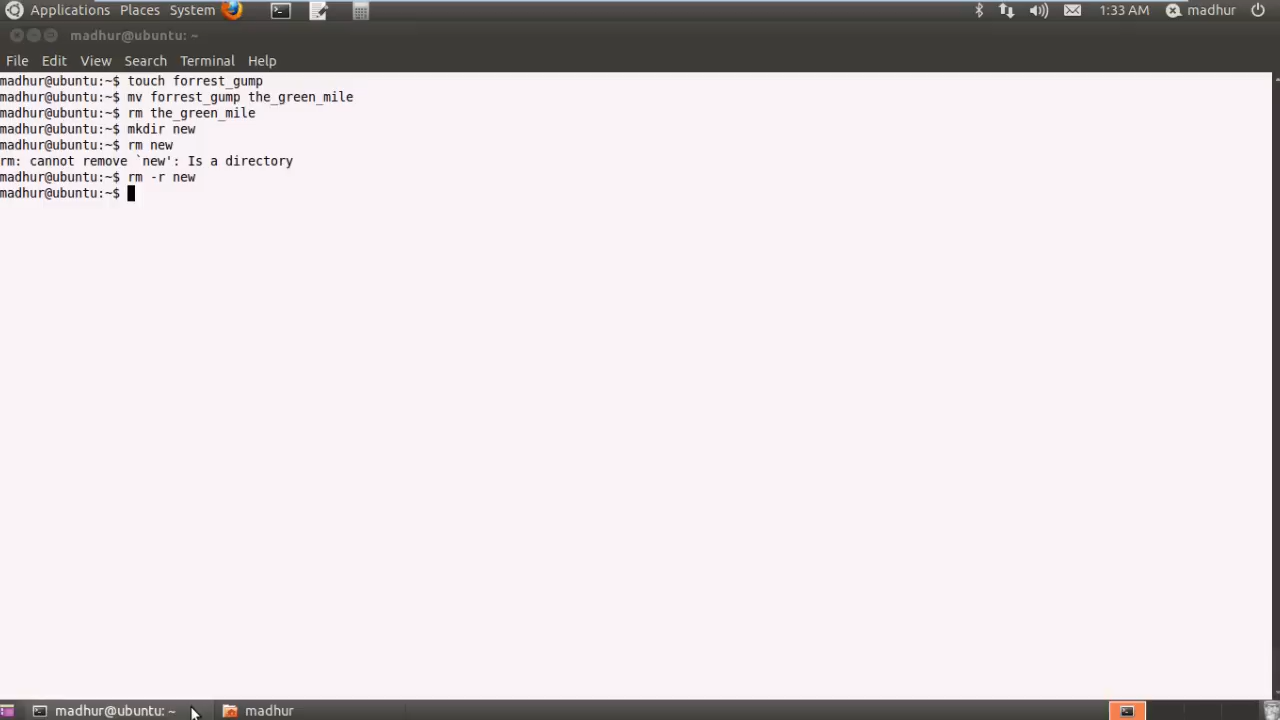 Applications Places System 1:33 AM madhur
madhur@ubuntu: ~
File Edit View Search Terminal Help
madhur@ubuntu:~$ touch forrest_gump
madhur@ubuntu:~$ mv forrest_gump the_green_mile
madhur@ubuntu:~$ rm the_green_mile
madhur@ubuntu:~$ mkdir new
madhur@ubuntu:~$ rm new
rm: cannot remove `new': Is a directory
madhur@ubuntu:~$ rm -r new
madhur@ubuntu:~$
madhur@ubuntu: ~ madhur